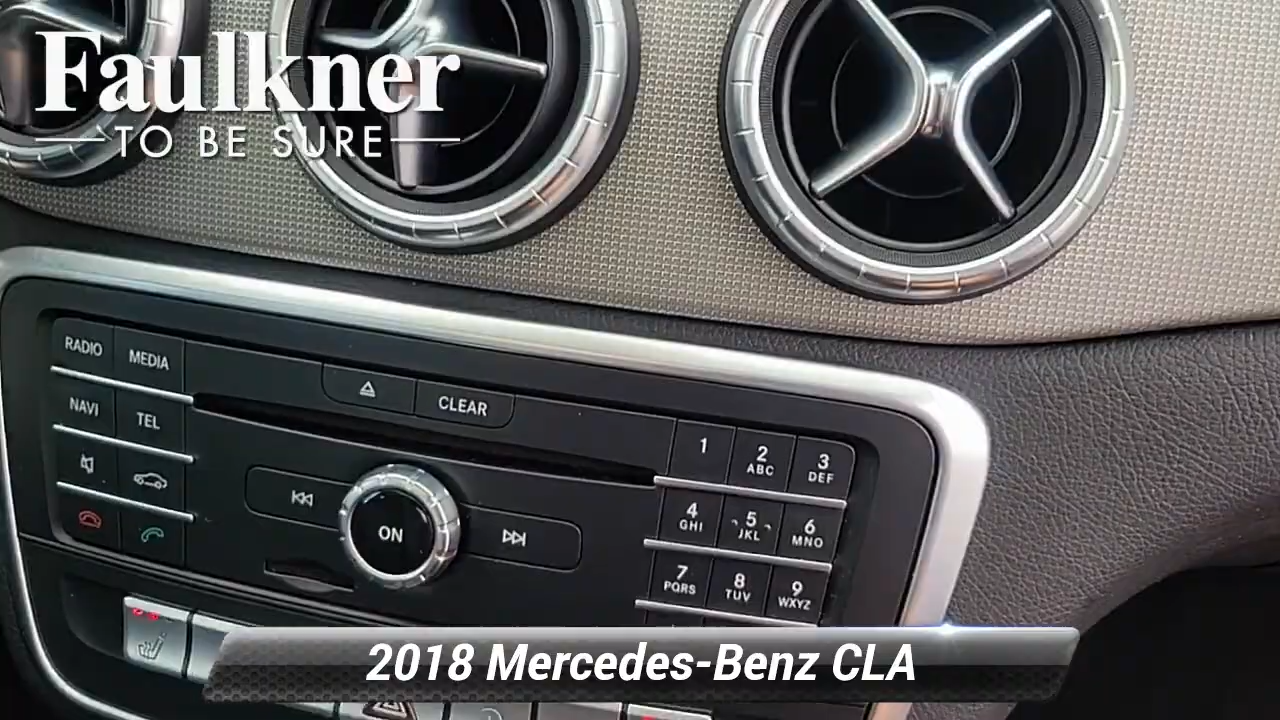 Faulkner
TO BE SURE
RADIO
MEDIA
NAVI
TEL
CLEAR
ON
1
2
ABC
3
DEF
4
GHI
5
JKL
6
MNO
7
PQRS
8
TUV
9
WXYZ
2018 Mercedes-Benz CLA